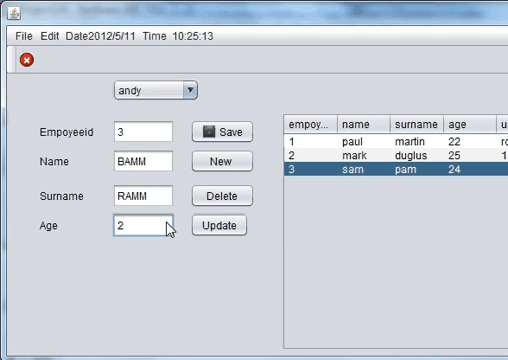 File Edit Date2012/5/11 Time 10:25:13
andy
Empoyeeid 3 Save
Name BAMM New
Surname RAMM Delete
Age 2 Update
empoy... name surname age
1 paul martin 22
2 mark duglus 25
3 sam pam 24